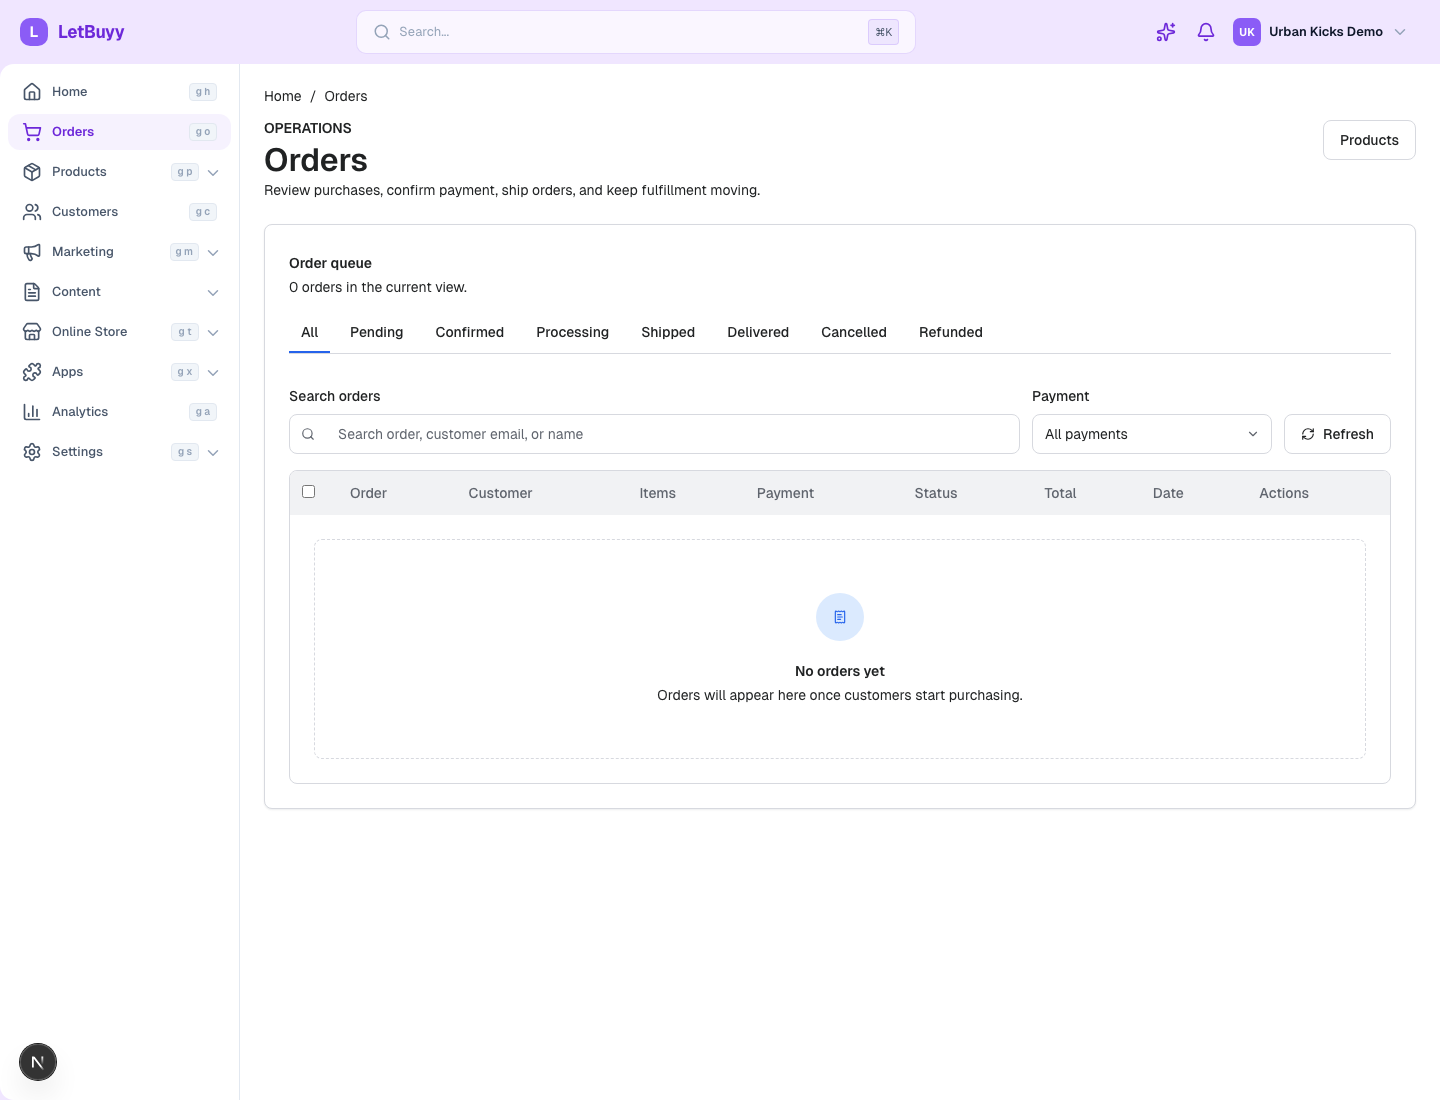 L LetBuyy
Search...
⌘K
UK Urban Kicks Demo
Home g h
Orders g o
Products g p
Customers g c
Marketing g m
Content
Online Store g t
Apps g x
Analytics g a
Settings g s
N
Home / Orders
OPERATIONS
Orders
Review purchases, confirm payment, ship orders, and keep fulfillment moving.
Products
Order queue
0 orders in the current view.
All Pending Confirmed Processing Shipped Delivered Cancelled Refunded
Search orders Payment
Search order, customer email, or name All payments Refresh
Order Customer Items Payment Status Total Date Actions
No orders yet
Orders will appear here once customers start purchasing.